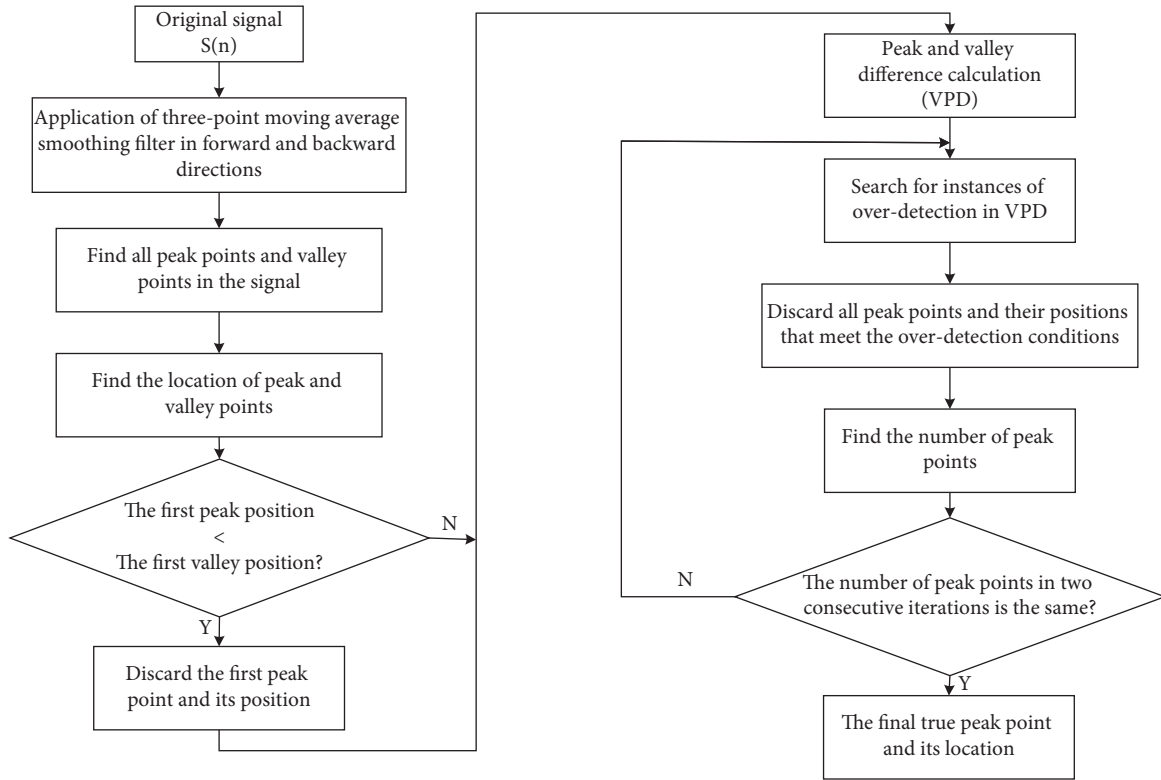 Original signal
S(n)
Application of three-point moving average
smoothing filter in forward and backward
directions
Find all peak points and valley
points in the signal
Find the location of peak and
valley points
The first peak position
<
The first valley position?
N
Y
Discard the first peak
point and its position
Peak and valley
difference calculation
(VPD)
Search for instances of
over-detection in VPD
Discard all peak points and their positions
that meet the over-detection conditions
Find the number of peak
points
The number of peak points in two
consecutive iterations is the same?
N
Y
The final true peak point
and its location